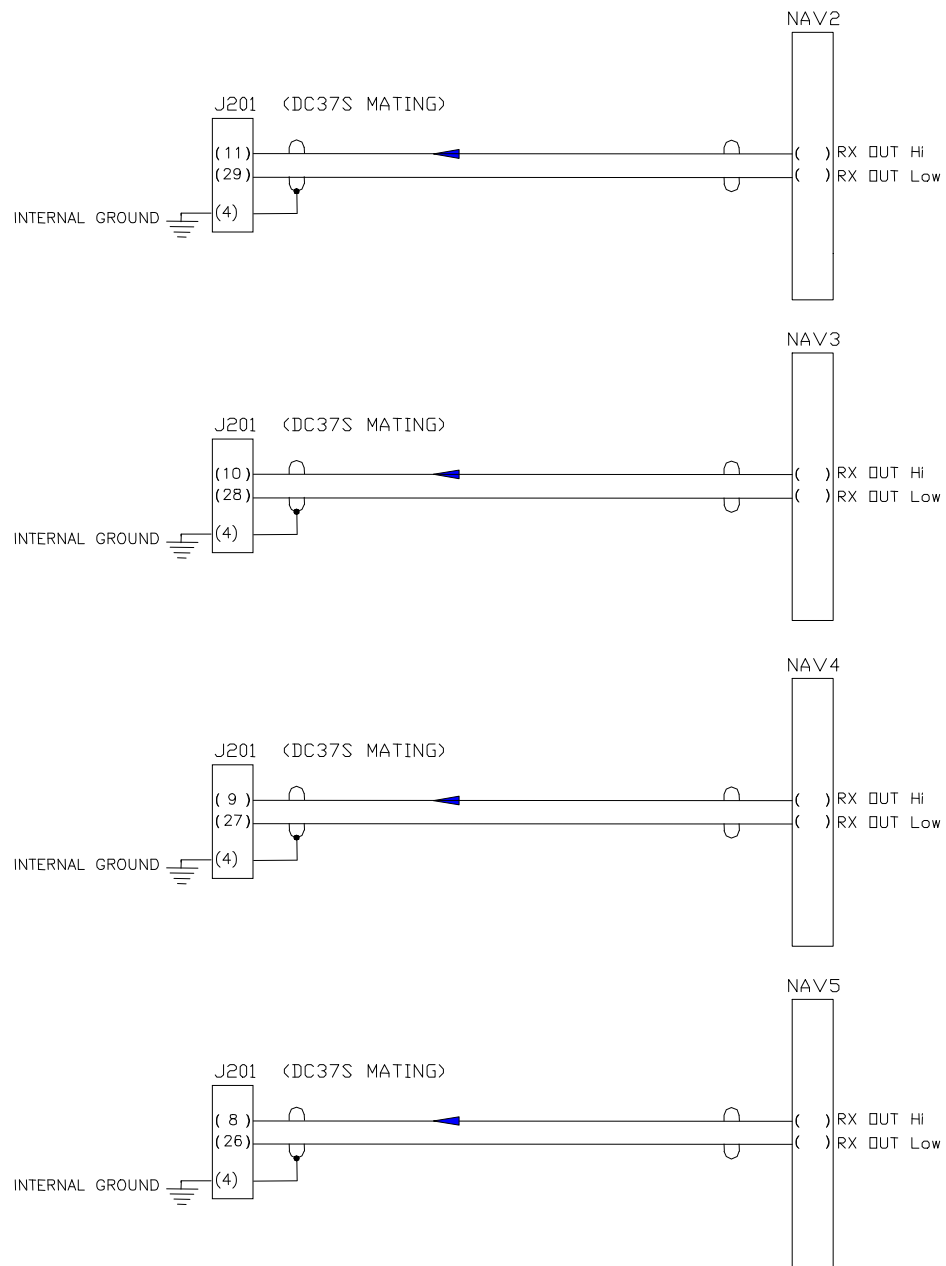 NAV2
J201 (DC37S MATING)
(11) ( ) RX OUT Hi
(29) ( ) RX OUT Low
INTERNAL GROUND (4)
NAV3
J201 (DC37S MATING)
(10) ( ) RX OUT Hi
(28) ( ) RX OUT Low
INTERNAL GROUND (4)
NAV4
J201 (DC37S MATING)
( 9 ) ( ) RX OUT Hi
(27) ( ) RX OUT Low
INTERNAL GROUND (4)
NAV5
J201 (DC37S MATING)
( 8 ) ( ) RX OUT Hi
(26) ( ) RX OUT Low
INTERNAL GROUND (4)